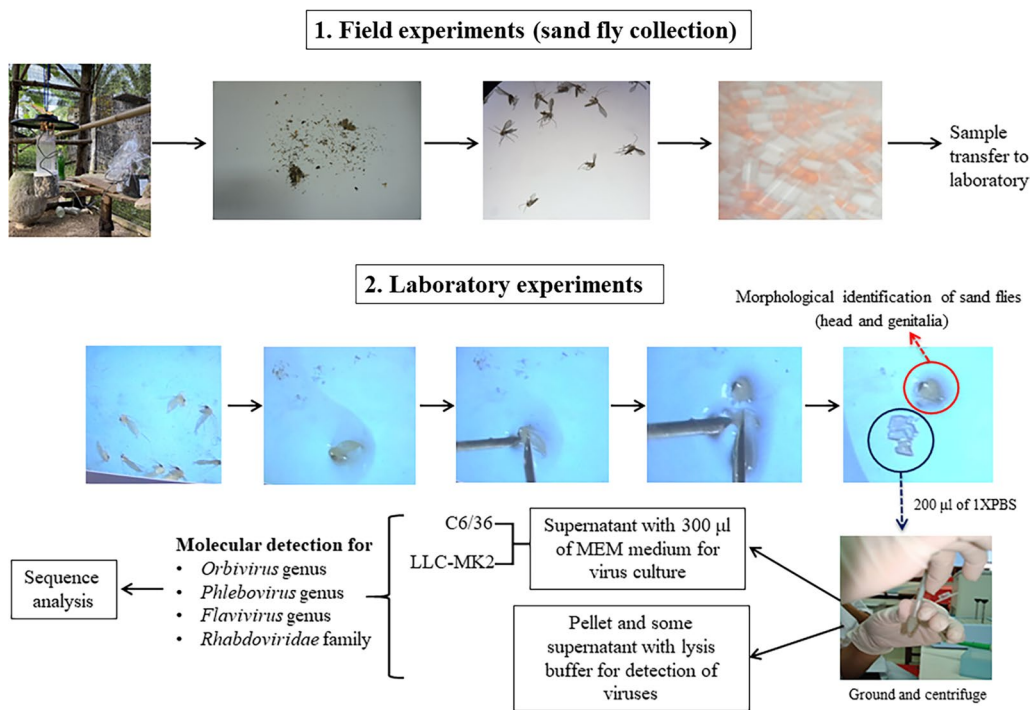 1. Field experiments (sand fly collection)
Sample
transfer to
laboratory
2. Laboratory experiments
Morphological identification of sand flies
(head and genitalia)
200 µl of 1XPBS
C6/36
LLC-MK2
Supernatant with 300 µl
of MEM medium for
virus culture
Molecular detection for
• Orbivirus genus
• Phlebovirus genus
• Flavivirus genus
• Rhabdoviridae family
Sequence
analysis
Pellet and some
supernatant with lysis
buffer for detection of
viruses
Ground and centrifuge